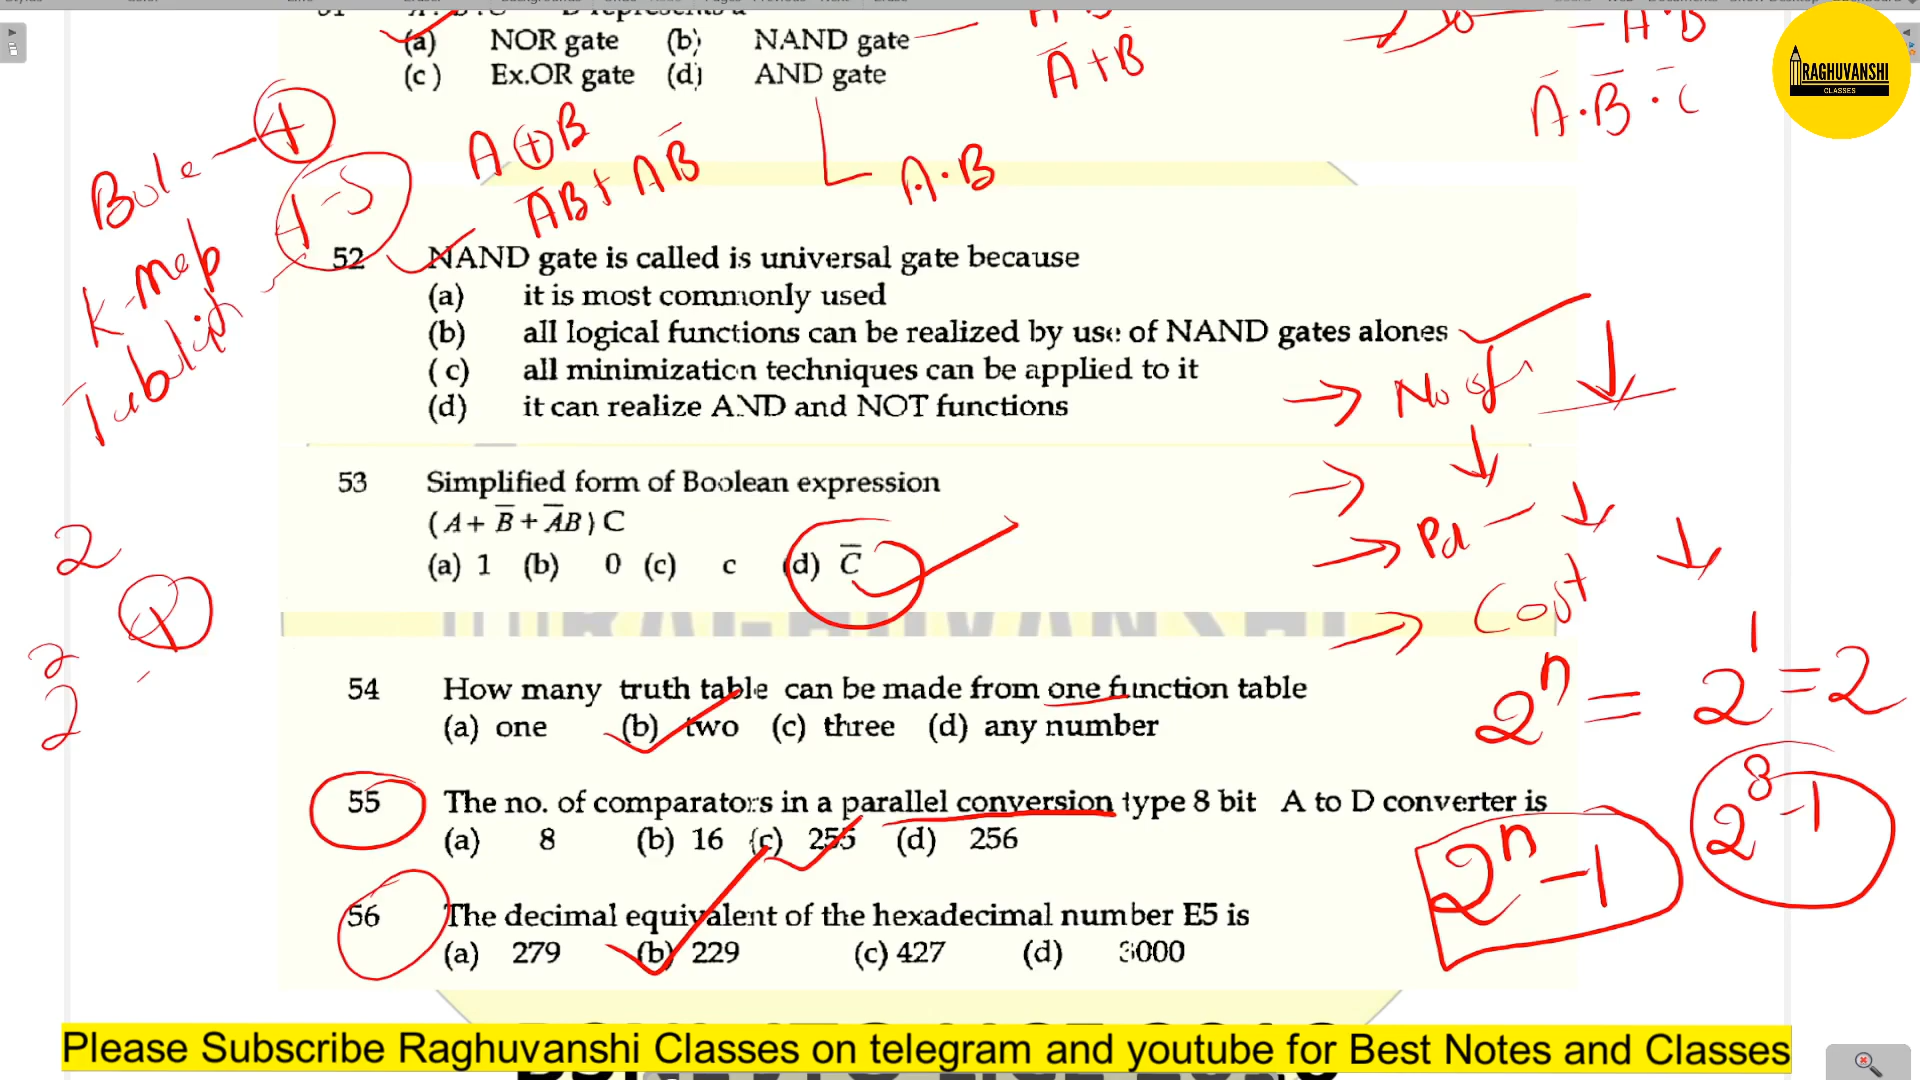 (a) NOR gate (b) NAND gate
(c) Ex.OR gate (d) AND gate
A̅ + B̅
A̅ · B̅ · C
RAGHUVANSHI
CLASSES
A ⊕ B
A̅B + AB̅
A · B
Bule
4
K-map
52 NAND gate is called is universal gate because
(a) it is most commonly used
(b) all logical functions can be realized by use of NAND gates alones
(c) all minimization techniques can be applied to it
(d) it can realize AND and NOT functions
→ No of ↓
→ Pd - ↓
→ Cost ↓
53 Simplified form of Boolean expression
(A + B̅ + A̅B) C
(a) 1 (b) 0 (c) c (d) C̅
2
2
2
54 How many truth table can be made from one function table
(a) one (b) two (c) three (d) any number
2ⁿ = 2¹ = 2
55 The no. of comparators in a parallel conversion type 8 bit A to D converter is
(a) 8 (b) 16 (c) 255 (d) 256
2ⁿ - 1
2⁸ - 1
56 The decimal equivalent of the hexadecimal number E5 is
(a) 279 (b) 229 (c) 427 (d) 3000
Please Subscribe Raghuvanshi Classes on telegram and youtube for Best Notes and Classes